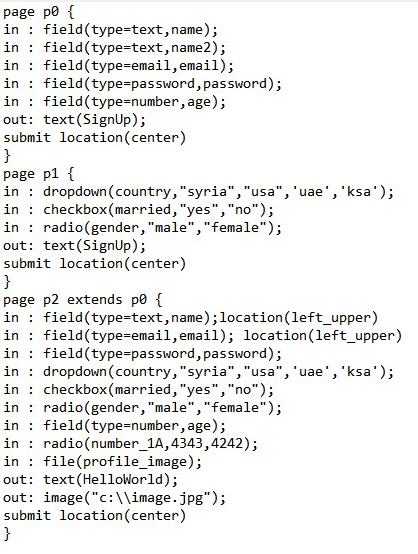 page p0 {
in : field(type=text,name);
in : field(type=text,name2);
in : field(type=email,email);
in : field(type=password,password);
in : field(type=number,age);
out: text(SignUp);
submit location(center)
}
page p1 {
in : dropdown(country,"syria","usa",'uae','ksa');
in : checkbox(married,"yes","no");
in : radio(gender,"male","female");
out: text(SignUp);
submit location(center)
}
page p2 extends p0 {
in : field(type=text,name);location(left_upper)
in : field(type=email,email); location(left_upper)
in : field(type=password,password);
in : dropdown(country,"syria","usa",'uae','ksa');
in : checkbox(married,"yes","no");
in : radio(gender,"male","female");
in : field(type=number,age);
in : radio(number_1A,4343,4242);
in : file(profile_image);
out: text(HelloWorld);
out: image("c:\\image.jpg");
submit location(center)
}